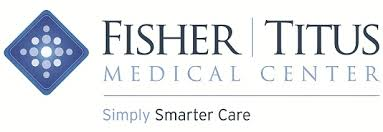 FISHER | TITUS
MEDICAL CENTER
Simply Smarter Care